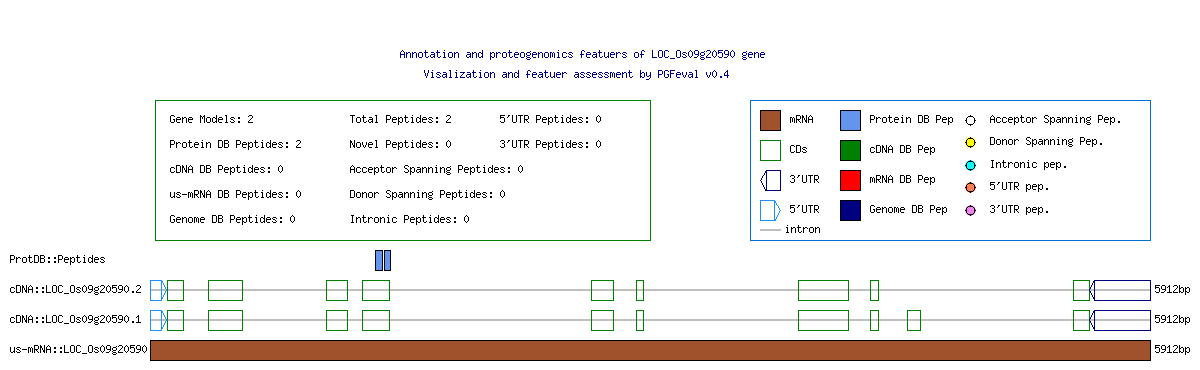 Annotation and proteogenomics featuers of LOC_Os09g20590 gene
Visalization and featuer assessment by PGFeval v0.4
Gene Models: 2 Total Peptides: 2 5'UTR Peptides: 0
Protein DB Peptides: 2 Novel Peptides: 0 3'UTR Peptides: 0
cDNA DB Peptides: 0 Acceptor Spanning Peptides: 0
us-mRNA DB Peptides: 0 Donor Spanning Peptides: 0
Genome DB Peptides: 0 Intronic Peptides: 0
mRNA Protein DB Pep Acceptor Spanning Pep.
CDs cDNA DB Pep Donor Spanning Pep.
3'UTR mRNA DB Pep Intronic pep.
5'UTR Genome DB Pep 5'UTR pep.
intron 3'UTR pep.
ProtDB::Peptides
cDNA::LOC_Os09g20590.2 5912bp
cDNA::LOC_Os09g20590.1 5912bp
us-mRNA::LOC_Os09g20590 5912bp